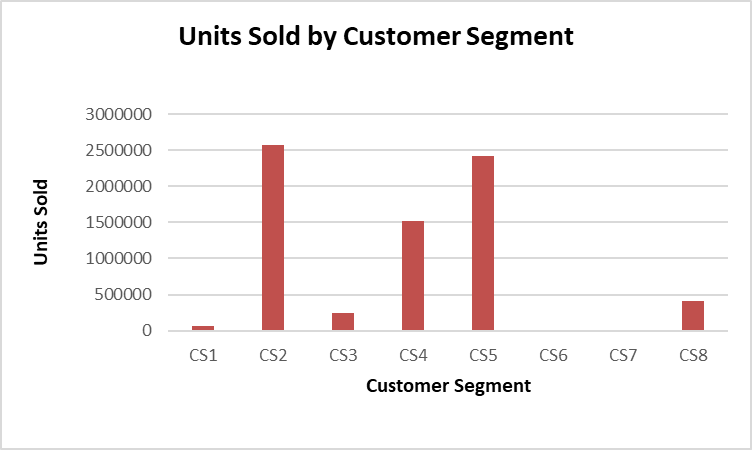 Units Sold by Customer Segment
Units Sold
3000000
2500000
2000000
1500000
1000000
500000
0
CS1 CS2 CS3 CS4 CS5 CS6 CS7 CS8
Customer Segment